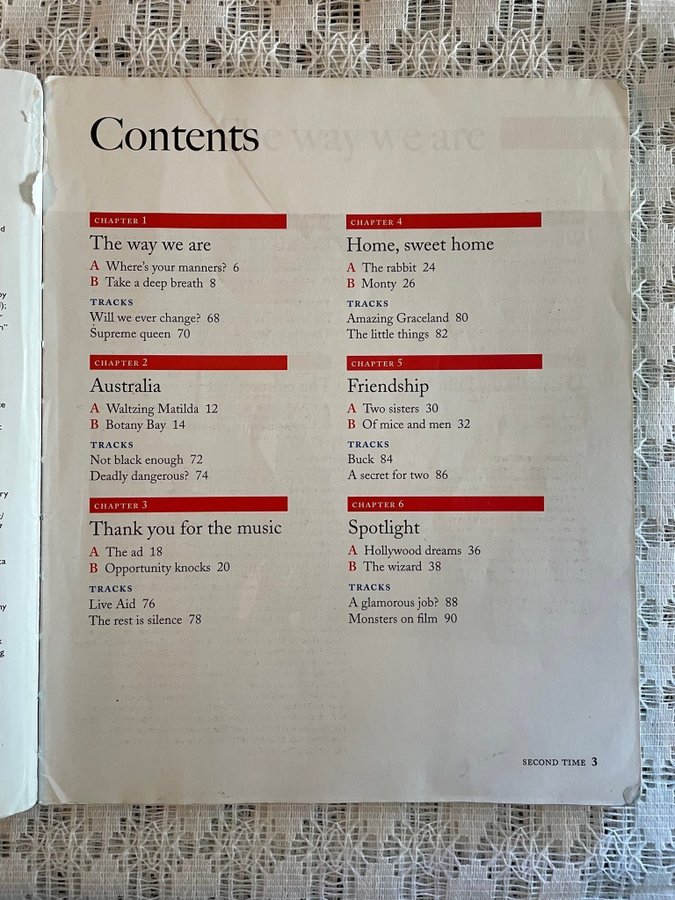 Contents
The way we are
CHAPTER 1
The way we are
A Where's your manners? 6
B Take a deep breath 8
TRACKS
Will we ever change? 68
Supreme queen 70
CHAPTER 2
Australia
A Waltzing Matilda 12
B Botany Bay 14
TRACKS
Not black enough 72
Deadly dangerous? 74
CHAPTER 3
Thank you for the music
A The ad 18
B Opportunity knocks 20
TRACKS
Live Aid 76
The rest is silence 78
CHAPTER 4
Home, sweet home
A The rabbit 24
B Monty 26
TRACKS
Amazing Graceland 80
The little things 82
CHAPTER 5
Friendship
A Two sisters 30
B Of mice and men 32
TRACKS
Buck 84
A secret for two 86
CHAPTER 6
Spotlight
A Hollywood dreams 36
B The wizard 38
TRACKS
A glamorous job? 88
Monsters on film 90
SECOND TIME 3